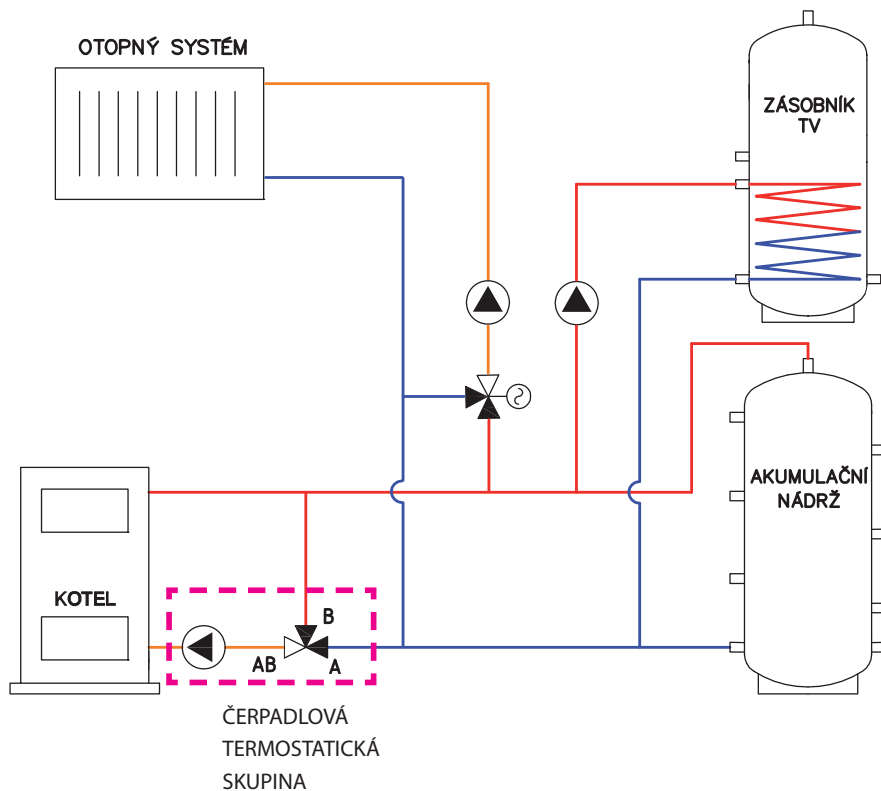 OTOPNÝ SYSTÉM
ZÁSOBNÍK
TV
AKUMULAČNÍ
NÁDRŽ
KOTEL
B
AB
A
ČERPADLOVÁ
TERMOSTATICKÁ
SKUPINA